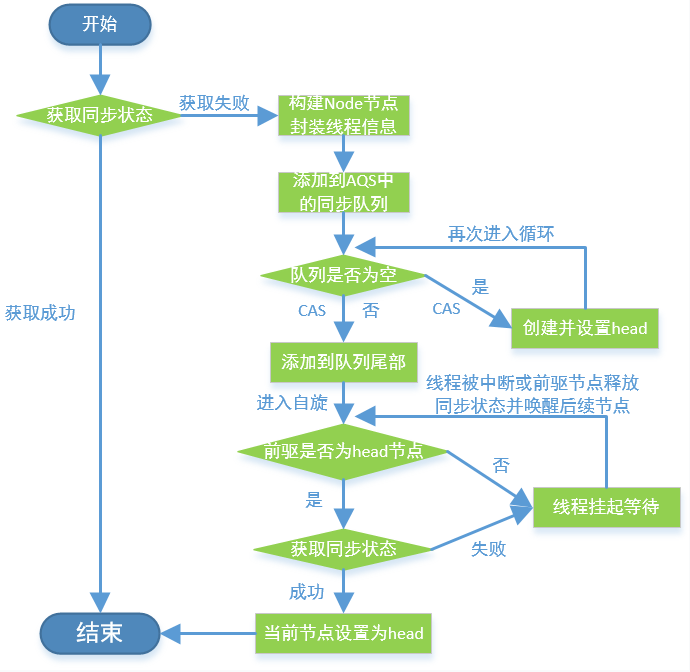 开始
获取同步状态
获取失败
构建Node节点
封装线程信息
添加到AQS中
的同步队列
再次进入循环
队列是否为空
是
获取成功
CAS
否
CAS
创建并设置head
添加到队列尾部
线程被中断或前驱节点释放
同步状态并唤醒后续节点
进入自旋
前驱是否为head节点
否
是
线程挂起等待
获取同步状态
失败
成功
当前节点设置为head
结束